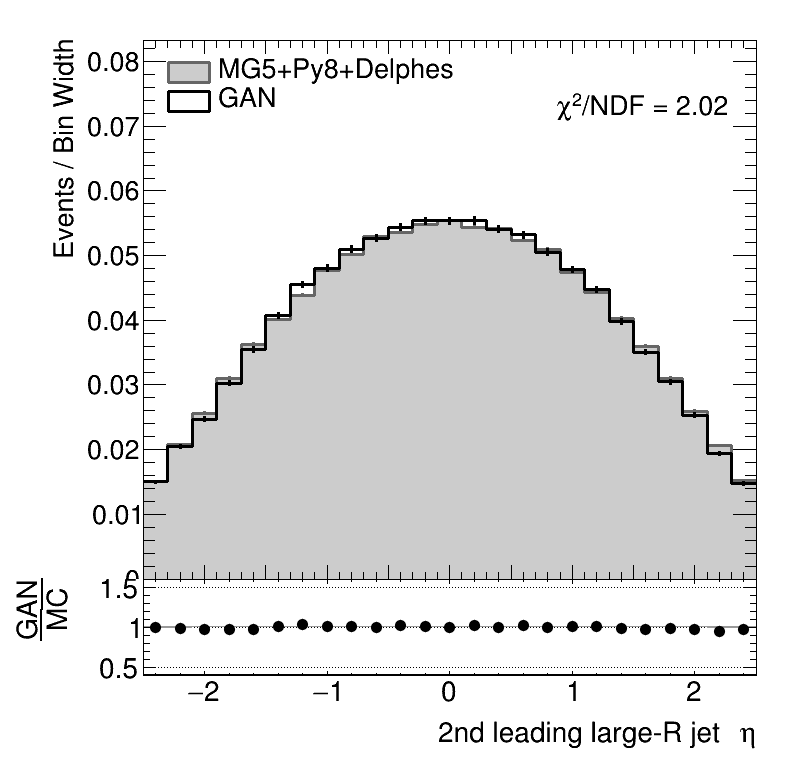 Events / Bin Width
0.08
0.07
0.06
0.05
0.04
0.03
0.02
0.01
0
MG5+Py8+Delphes
GAN
χ²/NDF = 2.02
GAN
MC
1.5
1
0.5
−2
−1
0
1
2
2nd leading large-R jet η